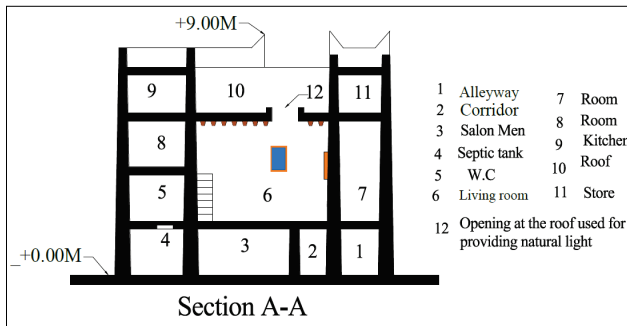 +9.00M
9
10
12
11
8
5
6
7
4
3
2
1
_+0.00M
Section A-A
1 Alleyway
2 Corridor
3 Salon Men
4 Septic tank
5 W.C
6 Living room
7 Room
8 Room
9 Kitchen
10 Roof
11 Store
12 Opening at the roof used for
providing natural light